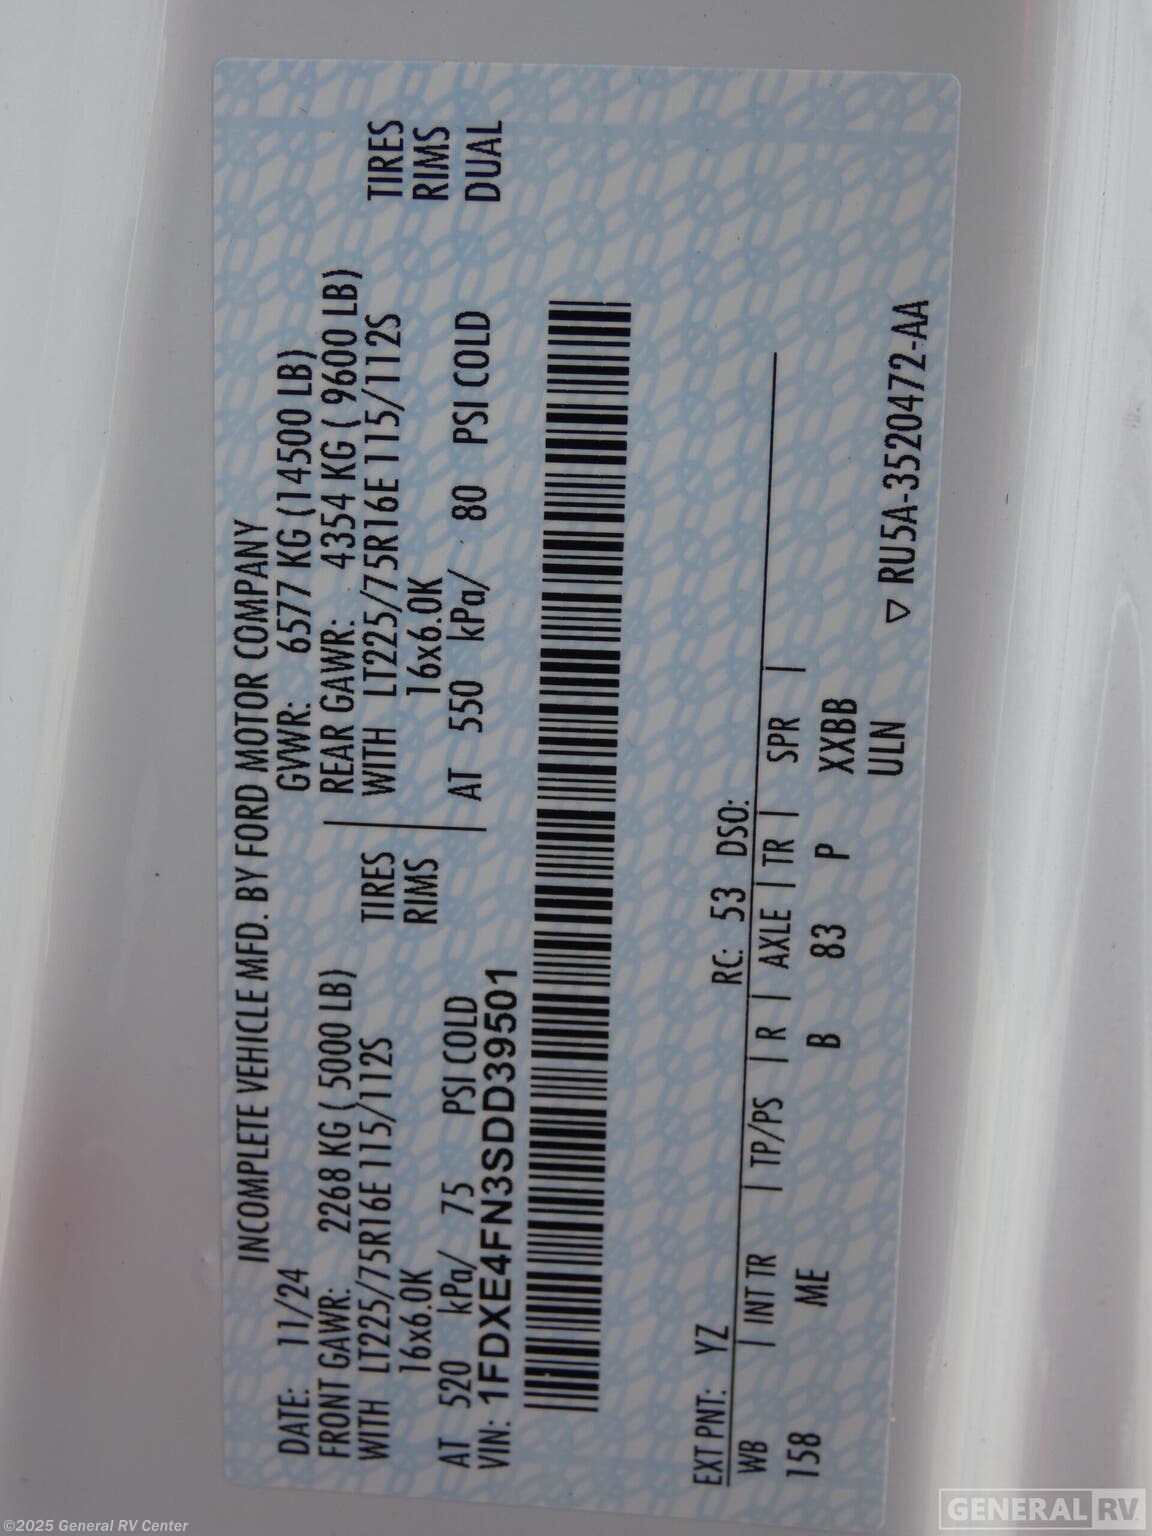 INCOMPLETE VEHICLE MFD. BY FORD MOTOR COMPANY
DATE: 11/24 GVWR: 6577 KG (14500 LB)
FRONT GAWR: 2268 KG ( 5000 LB) REAR GAWR: 4354 KG ( 9600 LB)
WITH LT225/75R16E 115/112S TIRES WITH LT225/75R16E 115/112S TIRES
16x6.0K RIMS 16x6.0K RIMS
AT 520 kPa/ 75 PSI COLD AT 550 kPa/ 80 PSI COLD DUAL
VIN: 1FDXE4FN3SDD39501
EXT PNT: YZ RC: 53 DSO:
WB | INT TR | TP/PS | R | AXLE | TR | SPR |
158 ME B 83 P XXBB
ULN
▽ RU5A-3520472-AA
©2025 General RV Center
GENERAL RV